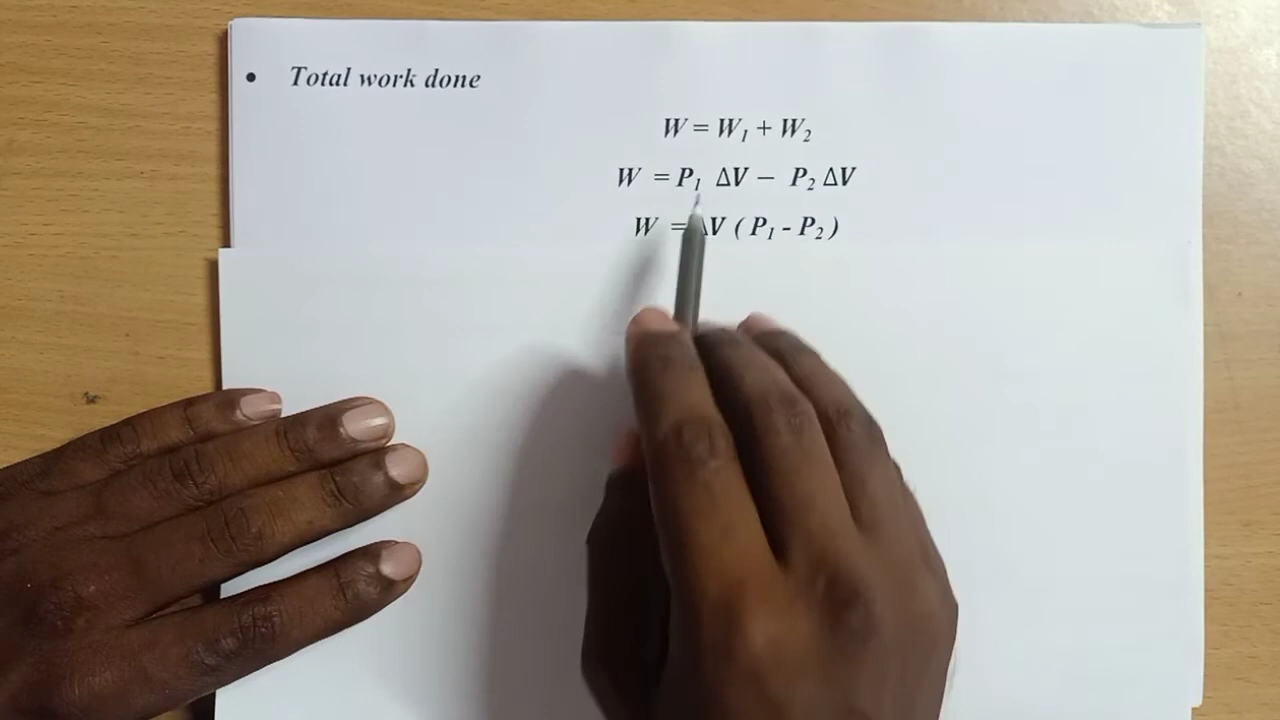 • Total work done
W = W₁ + W₂
W = P₁ ΔV – P₂ ΔV
W = ΔV ( P₁ - P₂ )